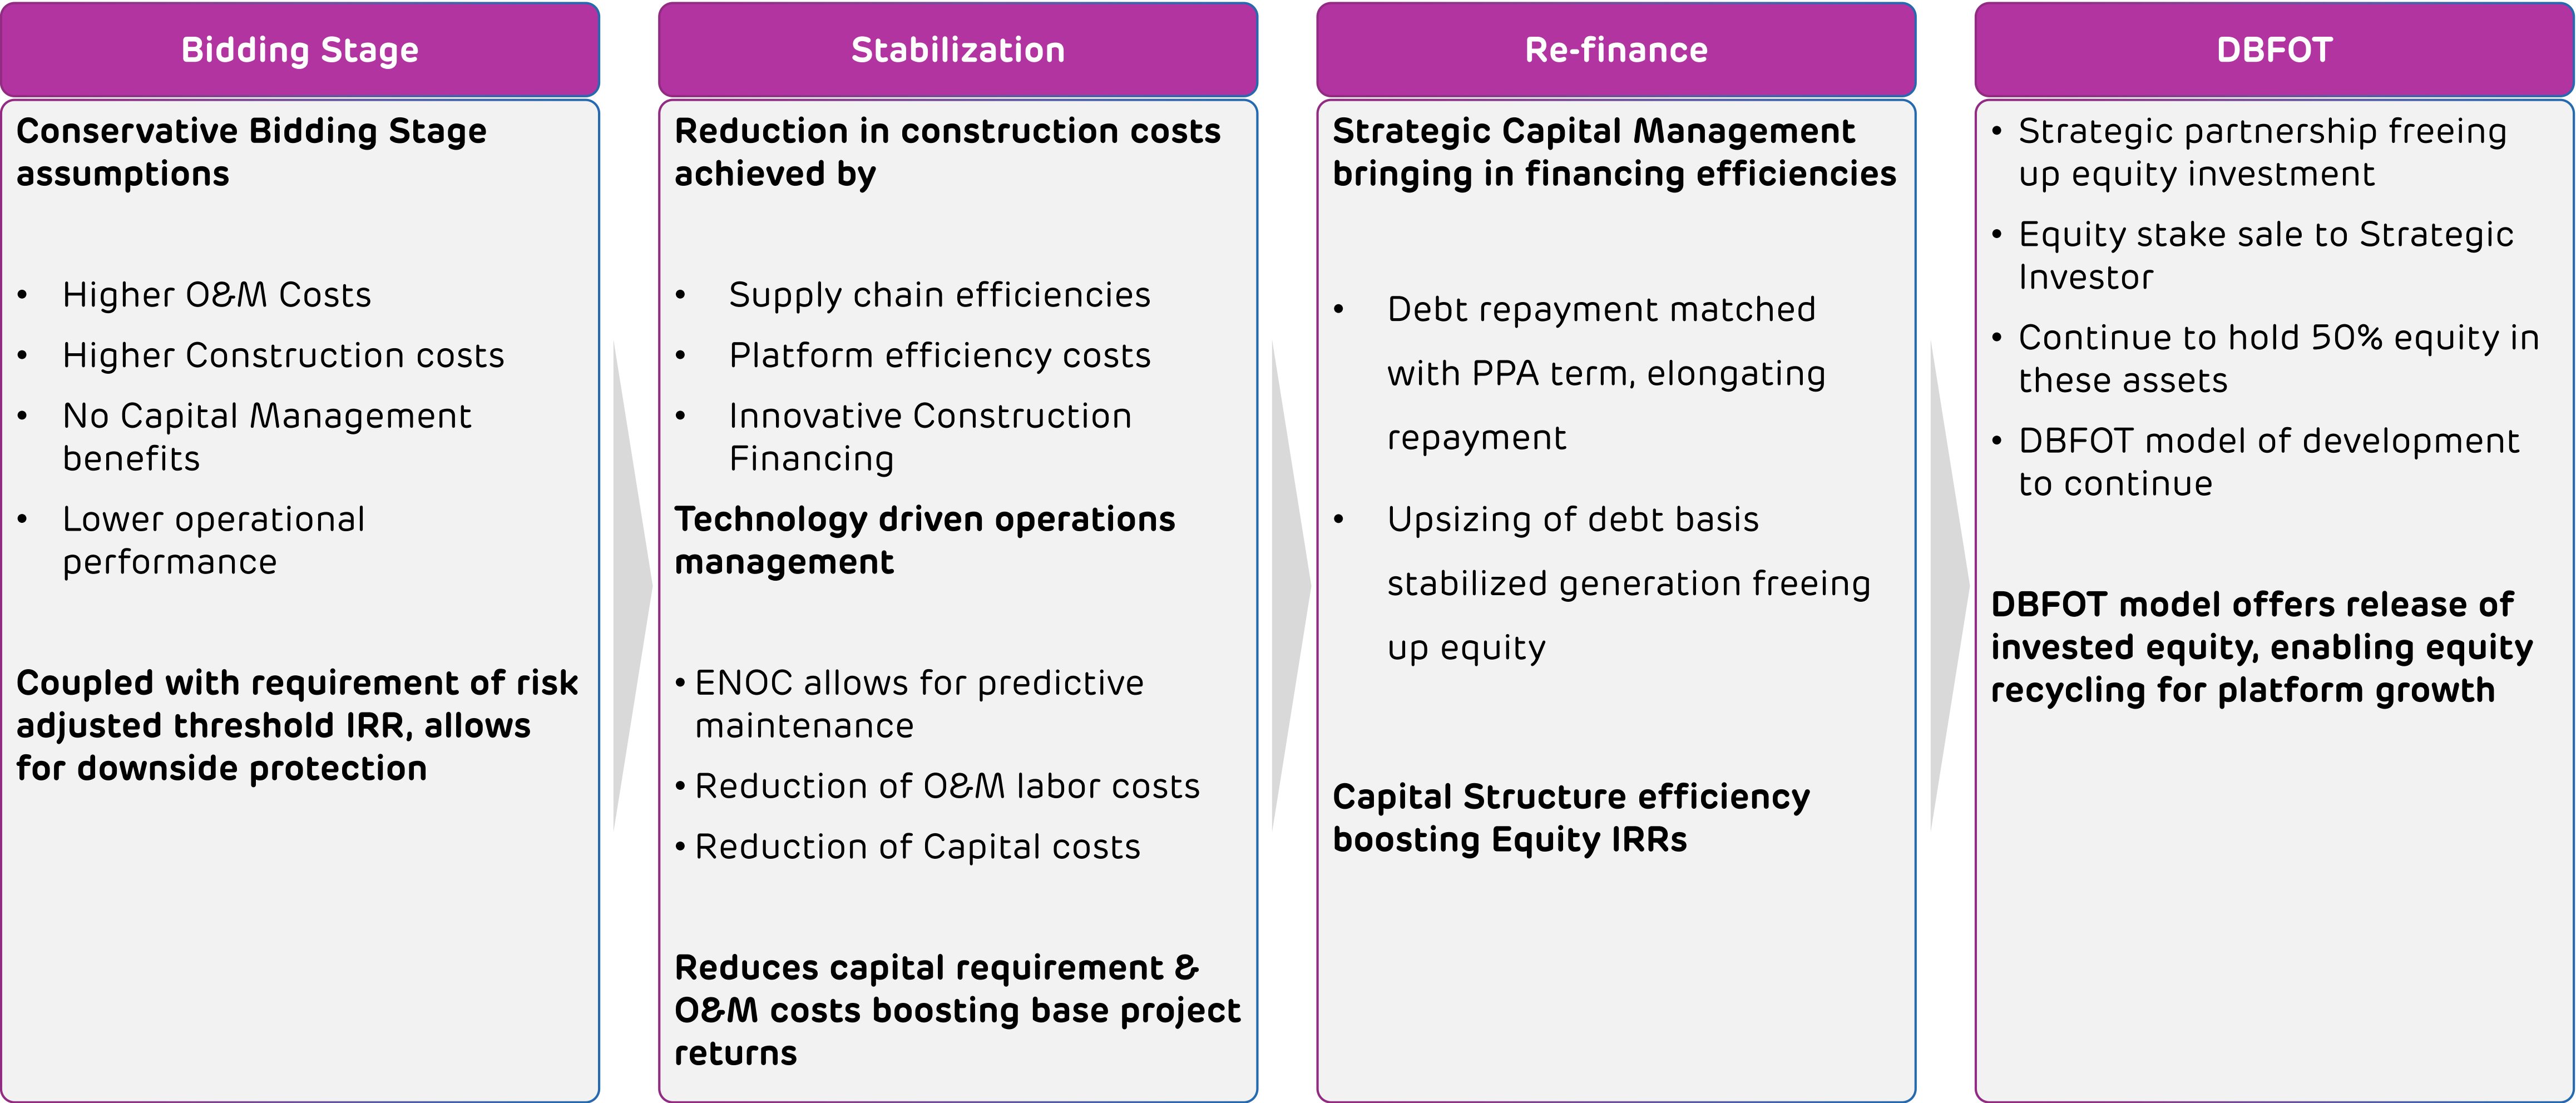 Bidding Stage
Conservative Bidding Stage
assumptions
• Higher O&M Costs
• Higher Construction costs
• No Capital Management
benefits
• Lower operational
performance
Coupled with requirement of risk
adjusted threshold IRR, allows
for downside protection
Stabilization
Reduction in construction costs
achieved by
• Supply chain efficiencies
• Platform efficiency costs
• Innovative Construction
Financing
Technology driven operations
management
• ENOC allows for predictive
maintenance
• Reduction of O&M labor costs
• Reduction of Capital costs
Reduces capital requirement &
O&M costs boosting base project
returns
Re-finance
Strategic Capital Management
bringing in financing efficiencies
• Debt repayment matched
with PPA term, elongating
repayment
• Upsizing of debt basis
stabilized generation freeing
up equity
Capital Structure efficiency
boosting Equity IRRs
DBFOT
• Strategic partnership freeing
up equity investment
• Equity stake sale to Strategic
Investor
• Continue to hold 50% equity in
these assets
• DBFOT model of development
to continue
DBFOT model offers release of
invested equity, enabling equity
recycling for platform growth